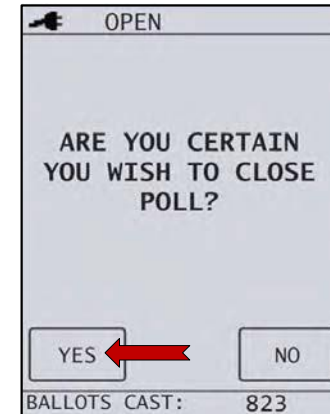 OPEN
ARE YOU CERTAIN
YOU WISH TO CLOSE
POLL?
YES
NO
BALLOTS CAST: 823